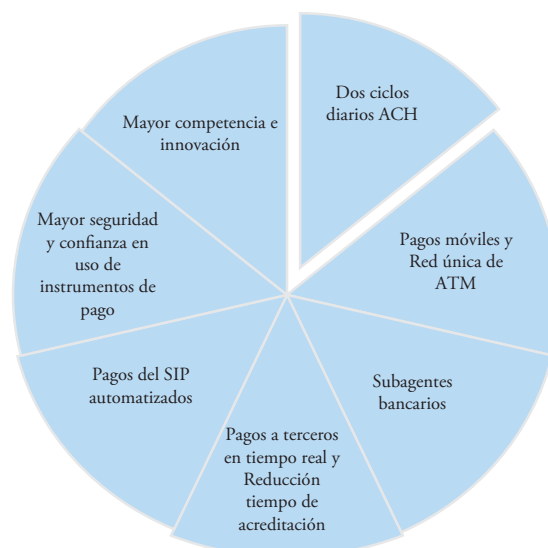 Dos ciclos
diarios ACH
Pagos móviles y
Red única de
ATM
Subagentes
bancarios
Pagos a terceros
en tiempo real y
Reducción
tiempo de
acreditación
Pagos del SIP
automatizados
Mayor seguridad
y confianza en
uso de
instrumentos de
pago
Mayor competencia e
innovación